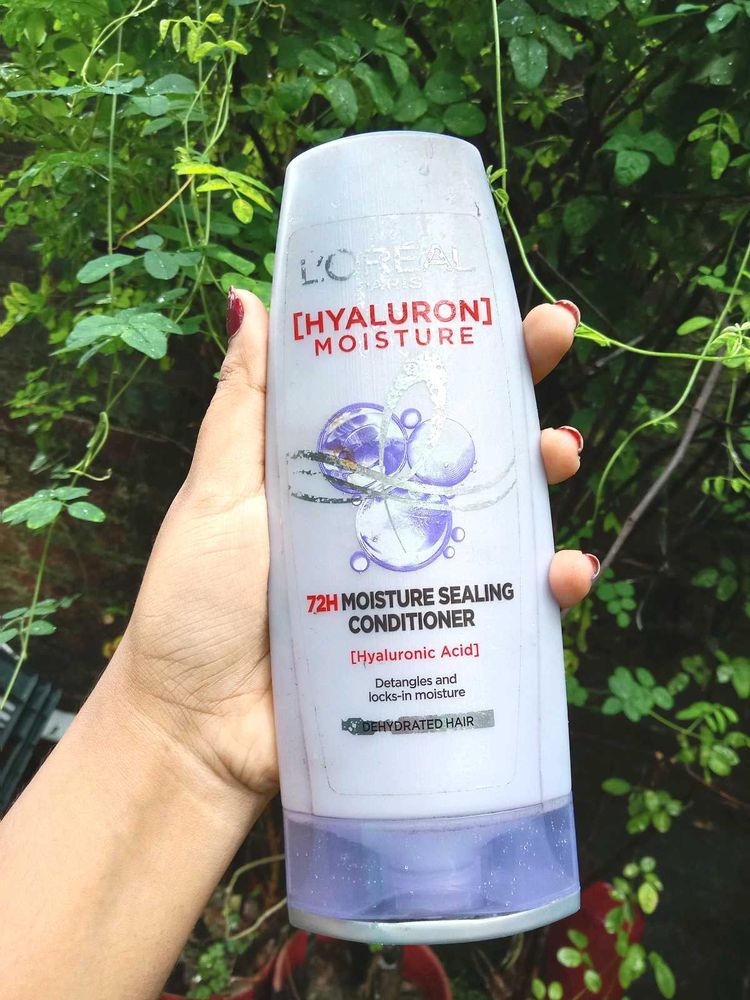 L'ORÉAL
PARIS
[HYALURON]
MOISTURE
72H MOISTURE SEALING
CONDITIONER
[Hyaluronic Acid]
Detangles and
locks-in moisture
DEHYDRATED HAIR